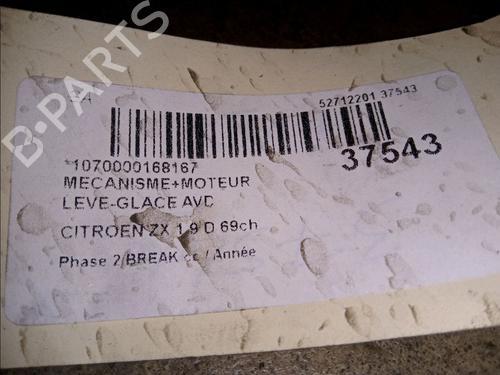 52712201 37543
*1070000168167
37543
MECANISME+MOTEUR
LEVE-GLACE AVD
CITROEN ZX 1.9 D 69ch
Phase 2/BREAK cc / Année
B-PARTS